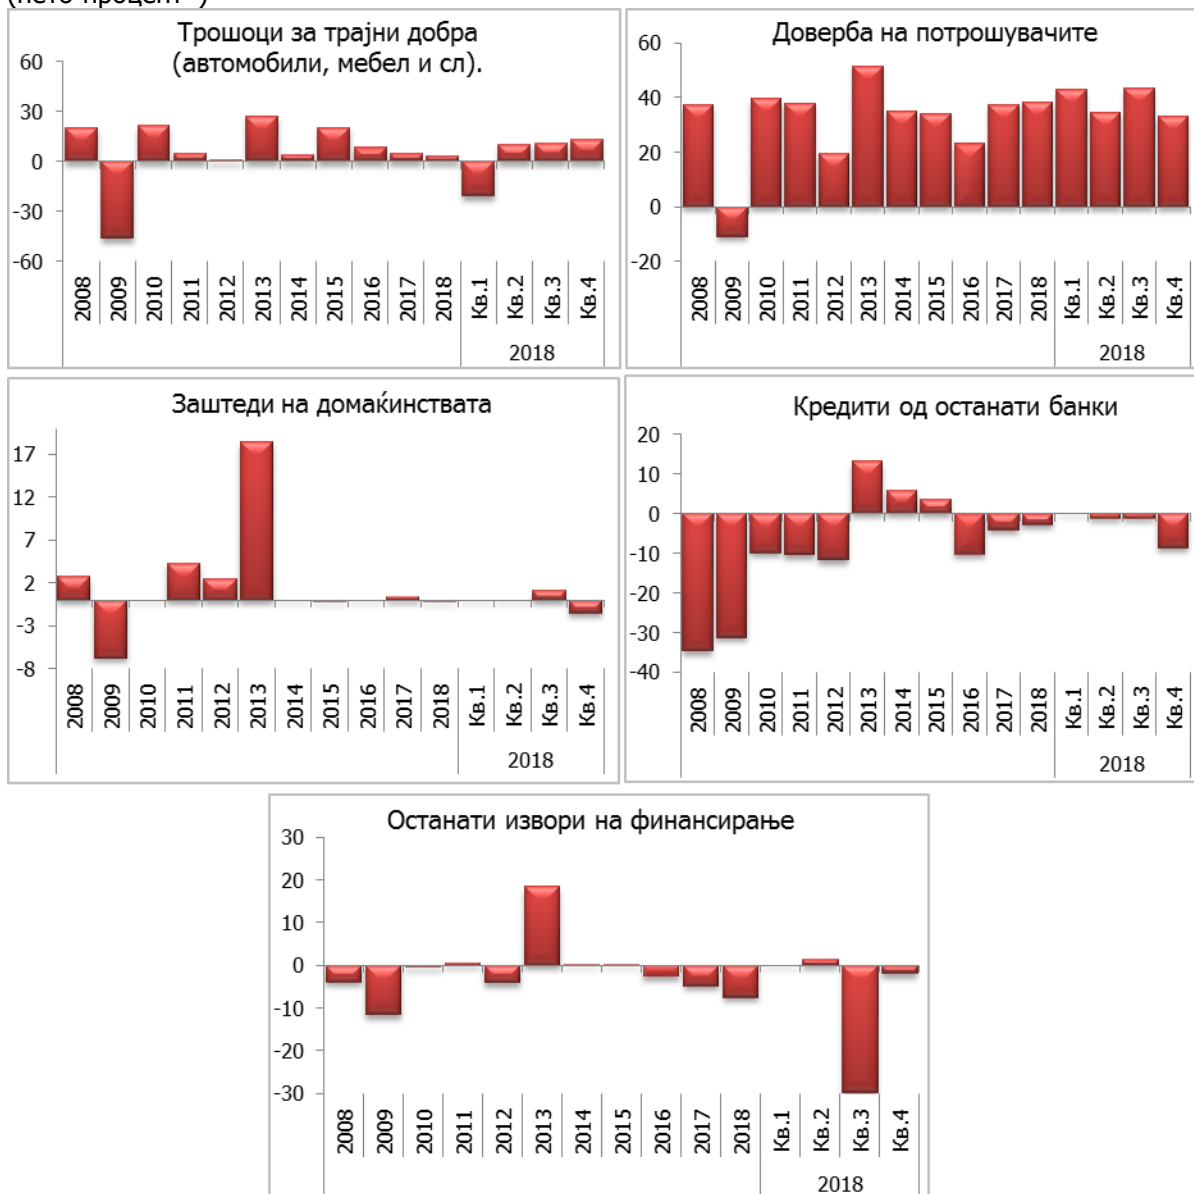 (нето процент*)
Трошоци за трајни добра
(автомобили, мебел и сл).
60
30
0
-30
-60
2008 2009 2010 2011 2012 2013 2014 2015 2016 2017 2018 Кв.1 Кв.2 Кв.3 Кв.4
2018
Доверба на потрошувачите
60
40
20
0
-20
2008 2009 2010 2011 2012 2013 2014 2015 2016 2017 2018 Кв.1 Кв.2 Кв.3 Кв.4
2018
Заштеди на домаќинствата
17
12
7
2
-3
-8
2008 2009 2010 2011 2012 2013 2014 2015 2016 2017 2018 Кв.1 Кв.2 Кв.3 Кв.4
2018
Кредити од останати банки
20
10
0
-10
-20
-30
-40
2008 2009 2010 2011 2012 2013 2014 2015 2016 2017 2018 Кв.1 Кв.2 Кв.3 Кв.4
2018
Останати извори на финансирање
30
20
10
0
-10
-20
-30
2008 2009 2010 2011 2012 2013 2014 2015 2016 2017 2018 Кв.1 Кв.2 Кв.3 Кв.4
2018